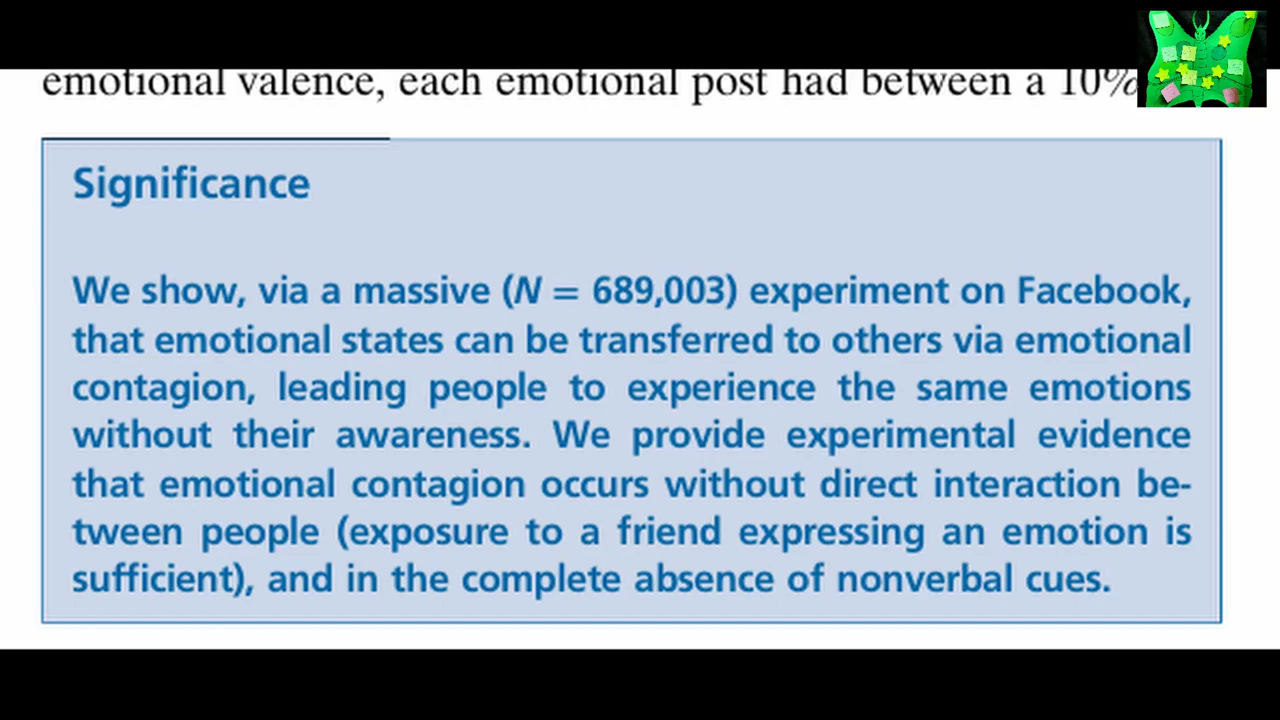 emotional valence, each emotional post had between a 10%
Significance
We show, via a massive (N = 689,003) experiment on Facebook,
that emotional states can be transferred to others via emotional
contagion, leading people to experience the same emotions
without their awareness. We provide experimental evidence
that emotional contagion occurs without direct interaction be-
tween people (exposure to a friend expressing an emotion is
sufficient), and in the complete absence of nonverbal cues.